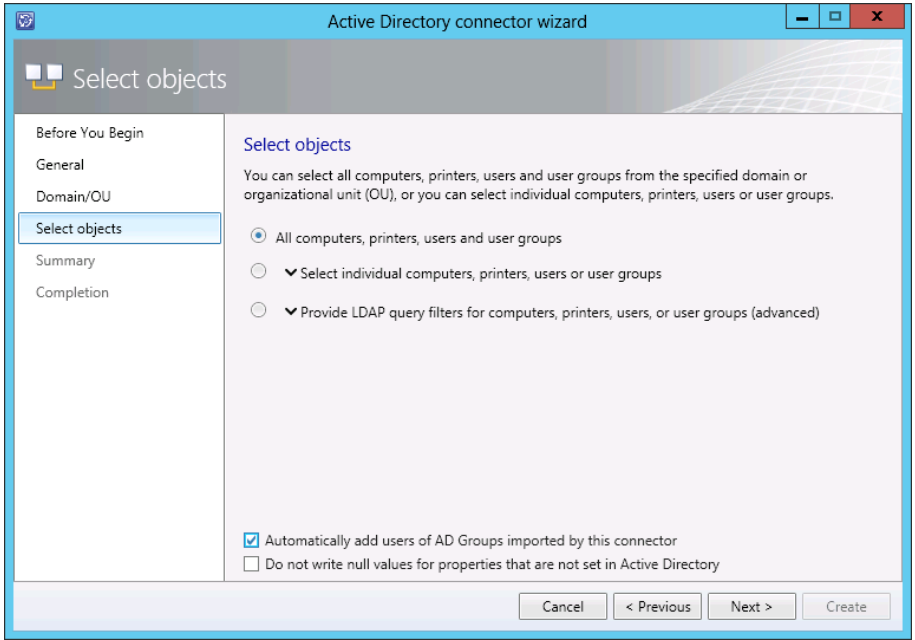 Active Directory connector wizard
Select objects
Before You Begin
General
Domain/OU
Select objects
Summary
Completion
Select objects
You can select all computers, printers, users and user groups from the specified domain or
organizational unit (OU), or you can select individual computers, printers, users or user groups.
All computers, printers, users and user groups
Select individual computers, printers, users or user groups
Provide LDAP query filters for computers, printers, users, or user groups (advanced)
Automatically add users of AD Groups imported by this connector
Do not write null values for properties that are not set in Active Directory
Cancel
< Previous
Next >
Create